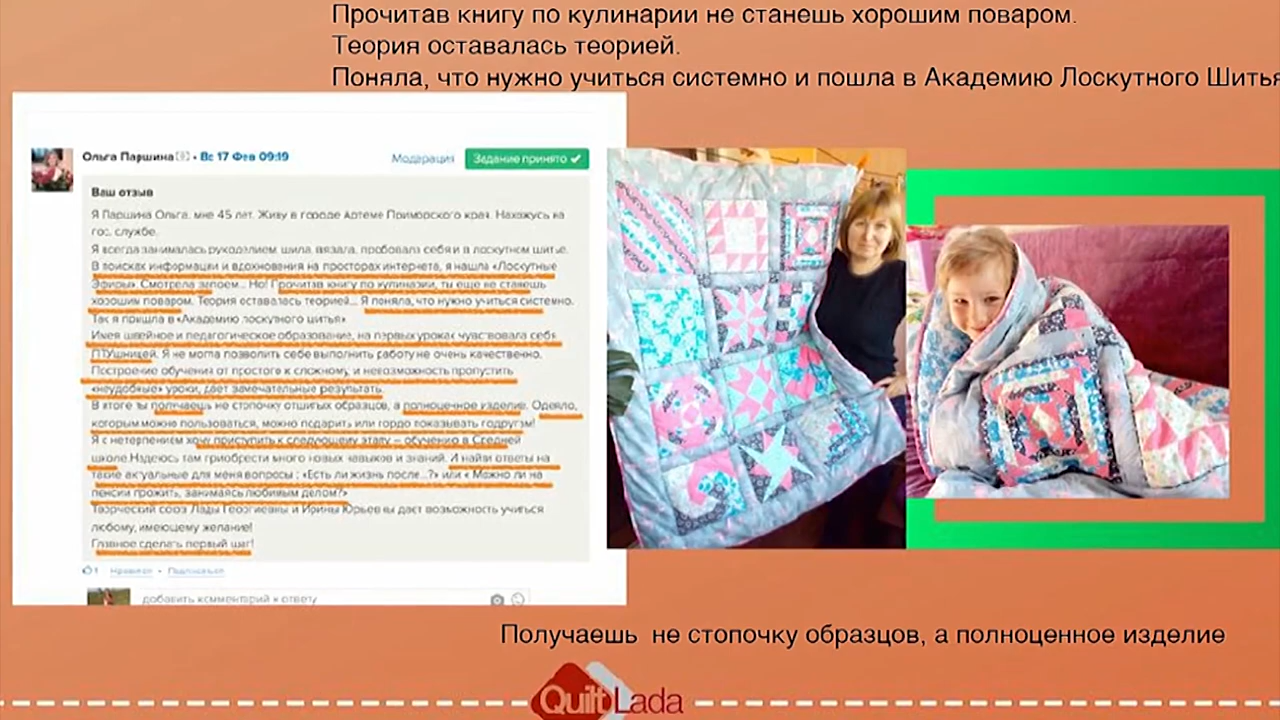 Прочитав книгу по кулинарии не станешь хорошим поваром.
Теория оставалась теорией.
Поняла, что нужно учиться системно и пошла в Академию Лоскутного Шитья
Ольга Паршина • Вс 17 Фев 09:19
Модерация
Задание принято ✔
Ваш отзыв
Я Паршина Ольга, мне 45 лет. Живу в городе Артеме Приморского края. Нахожусь на
гос. службе.
Я всегда занималась рукоделием: шила, вязала, пробовала себя и в лоскутном шитье.
В поисках информации и вдохновения на просторах интернета, я нашла «Лоскутные
Эфиры». Смотрела запоем... Но! Прочитав книгу по кулинарии, ты еще не станешь
хорошим поваром. Теория оставалась теорией... Я поняла, что нужно учиться системно.
Так я пришла в «Академию лоскутного шитья».
Имея швейное и педагогическое образование, на первых уроках чувствовала себя
ПТУшницей. Я не могла позволить себе выполнить работу не очень качественно.
Построение обучения от простого к сложному, и невозможность пропустить
«неудобные» уроки, дает замечательные результаты.
В итоге ты получаешь не стопочку отшитых образцов, а полноценное изделие. Одеяло,
которым можно пользоваться, можно подарить или гордо показывать подругам!
Я с нетерпением хочу приступить к следующему этапу – обучению в Средней
школе.Надеюсь там приобрести много новых навыков и знаний. И найти ответы на
такие актуальные для меня вопросы : «Есть ли жизнь после...?» или « Можно ли на
пенсии прожить, занимаясь любимым делом?»
Творческий союз Лады Георгиевны и Ирины Юрьевны дает возможность учиться
любому, имеющему желание!
Главное сделать первый шаг!
1 Нравится • Подписаться
добавить комментарий к ответу
Получаешь не стопочку образцов, а полноценное изделие
QuiltLada